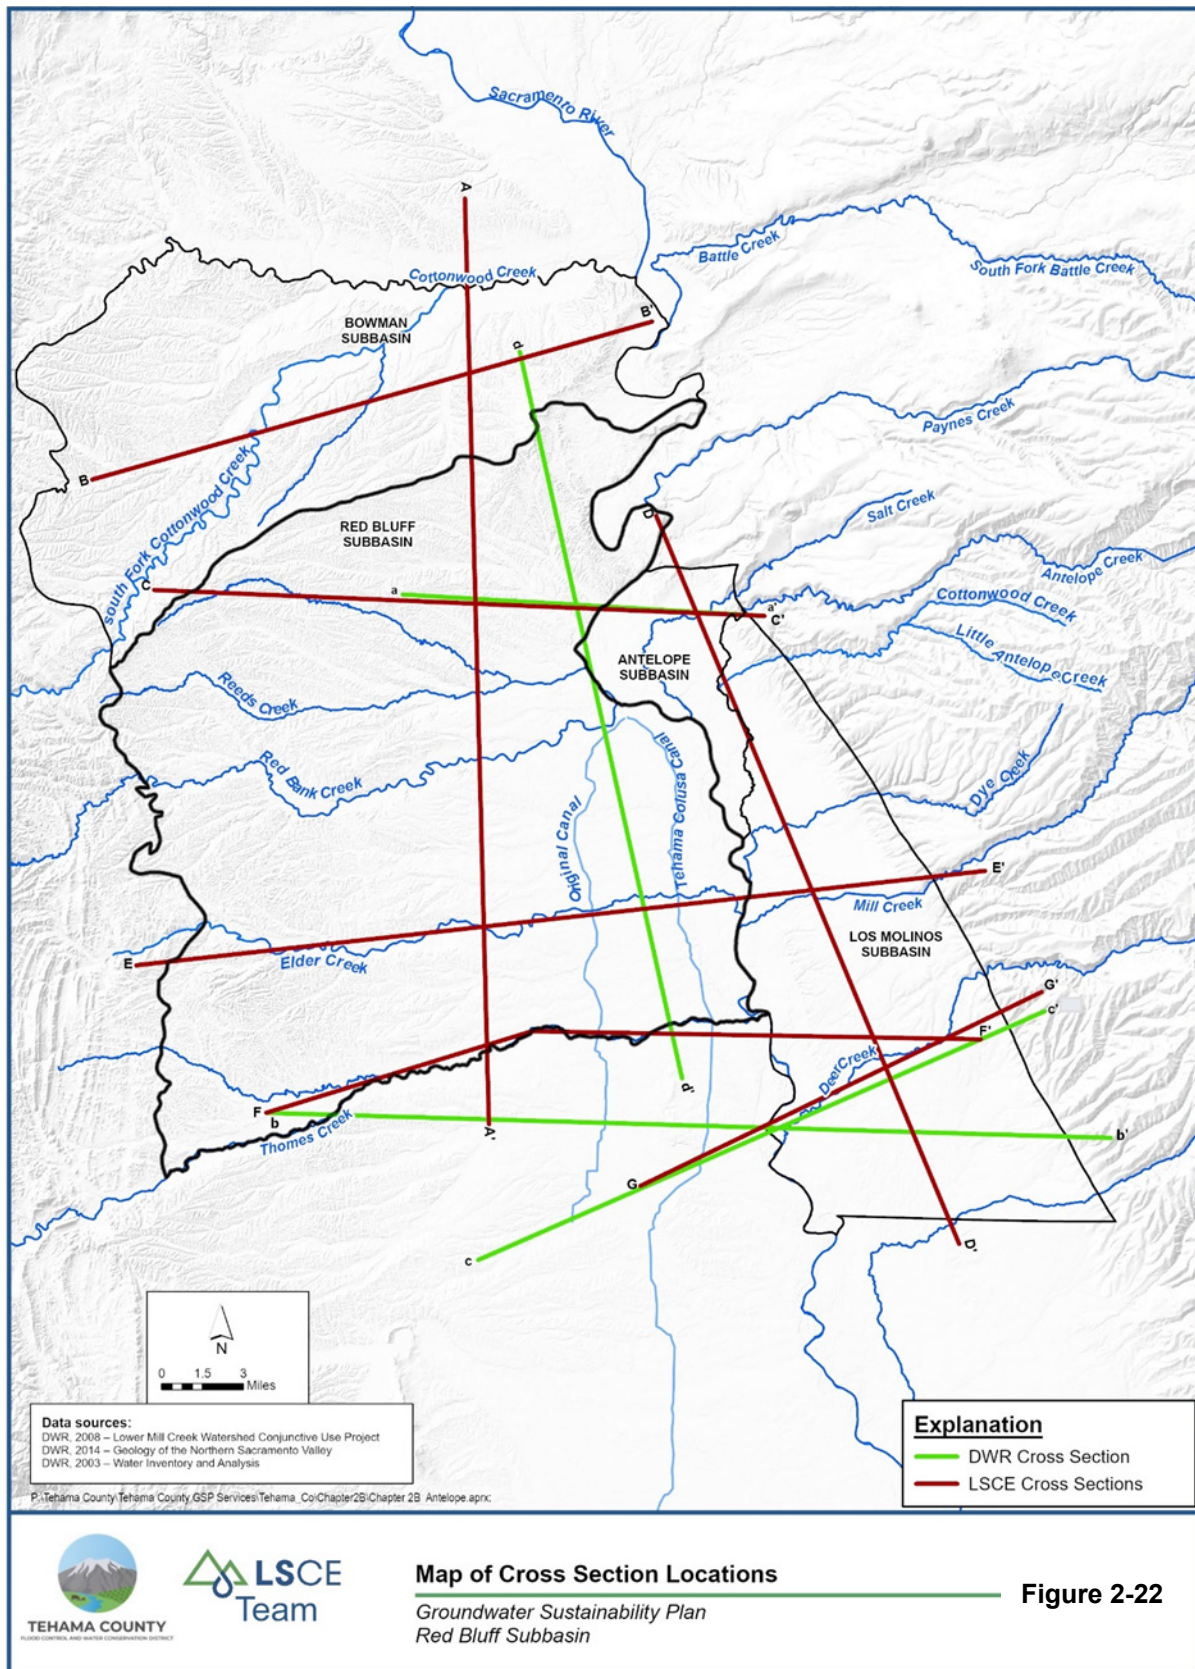 Sacramento River
A
Battle Creek
South Fork Battle Creek
Cottonwood Creek
BOWMAN
SUBBASIN
B'
d
Paynes Creek
B
South Fork Cottonwood Creek
RED BLUFF
SUBBASIN
D
Salt Creek
Antelope Creek
C
a
a'
C'
Cottonwood Creek
Little Antelope Creek
ANTELOPE
SUBBASIN
Reeds Creek
Red Bank Creek
Tehama Colusa Canal
Dye Creek
Original Canal
E'
Mill Creek
LOS MOLINOS
SUBBASIN
E
Elder Creek
G'
c'
F'
Deer Creek
d'
F
b
Thomes Creek
A'
b'
G
c
D'
N
0 1.5 3
Miles
Data sources:
DWR, 2008 – Lower Mill Creek Watershed Conjunctive Use Project
DWR, 2014 – Geology of the Northern Sacramento Valley
DWR, 2003 – Water Inventory and Analysis
Explanation
DWR Cross Section
LSCE Cross Sections
P:\Tehama County\Tehama County GSP Services\Tehama_Co\Chapter2B\Chapter 2B Antelope.aprx;
TEHAMA COUNTY
FLOOD CONTROL AND WATER CONSERVATION DISTRICT
LSCE
Team
Map of Cross Section Locations
Groundwater Sustainability Plan
Red Bluff Subbasin
Figure 2-22